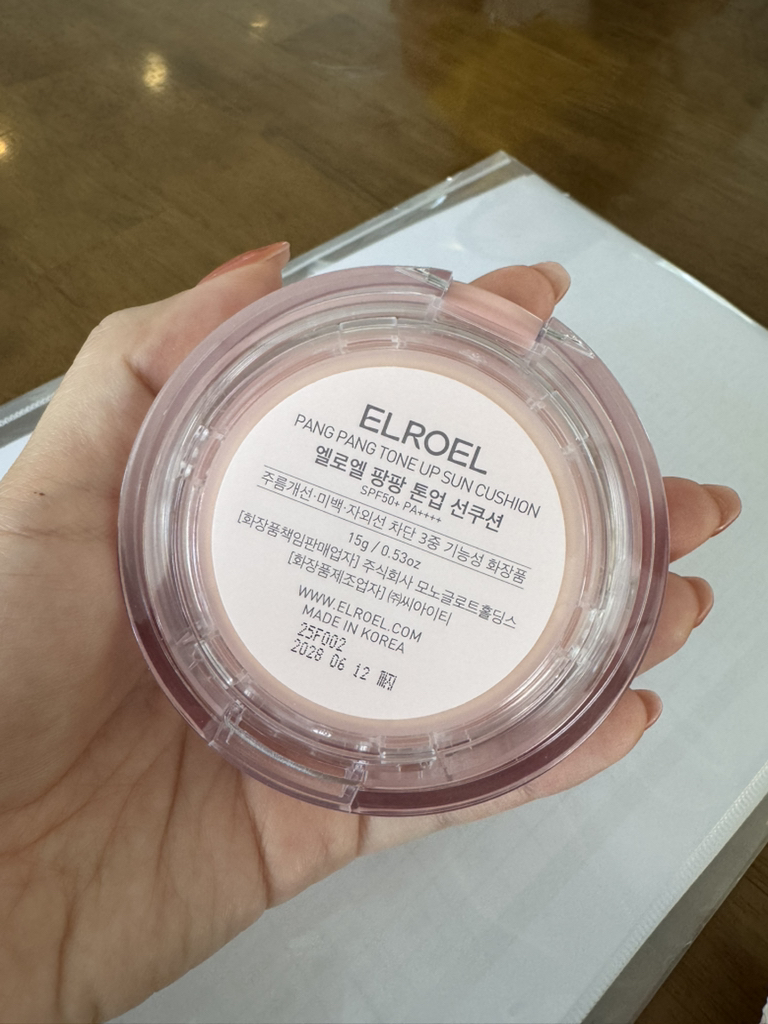 ELROEL
PANG PANG TONE UP SUN CUSHION
엘로엘 팡팡 톤업 선쿠션
SPF50+ PA++++
주름개선·미백·자외선 차단 3중 기능성 화장품
15g / 0.53oz
[화장품책임판매업자] 주식회사 모노글로트홀딩스
[화장품제조업자] ㈜씨아이티
WWW.ELROEL.COM
MADE IN KOREA
25F002
2028 06 12 까지